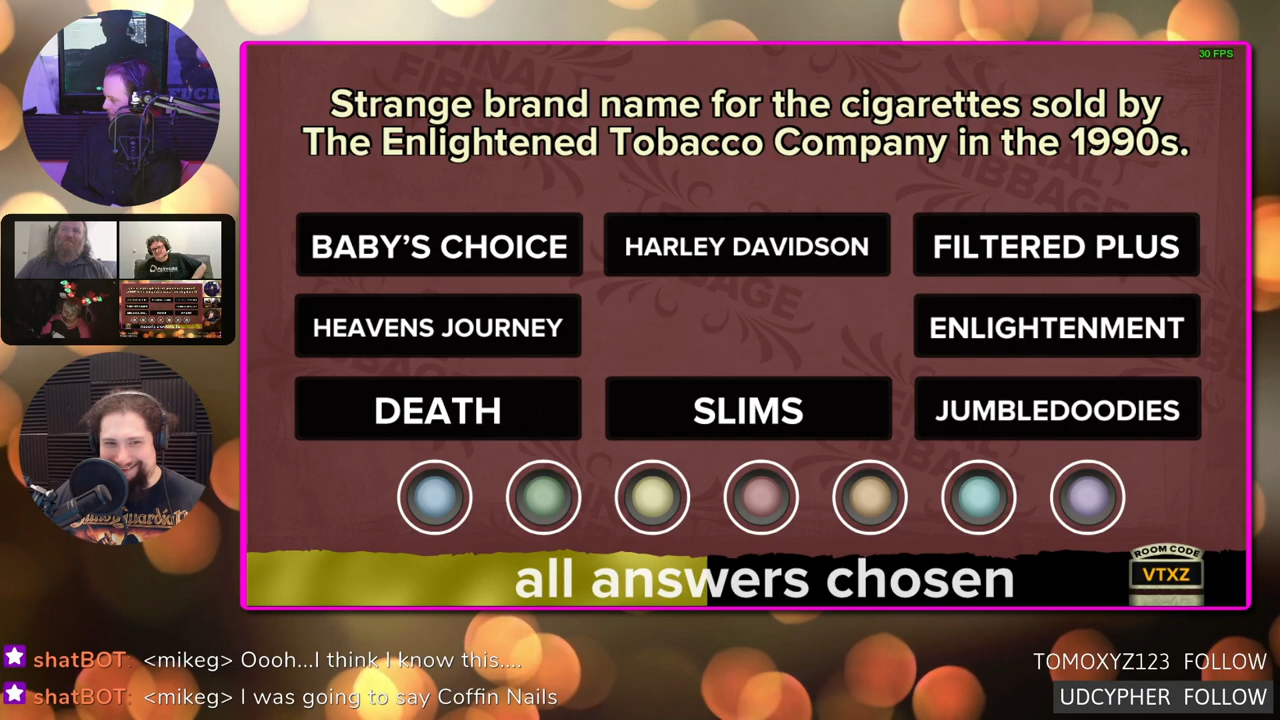 30 FPS
Strange brand name for the cigarettes sold by
The Enlightened Tobacco Company in the 1990s.
BABY'S CHOICE
HARLEY DAVIDSON
FILTERED PLUS
HEAVENS JOURNEY
ENLIGHTENMENT
DEATH
SLIMS
JUMBLEDOODIES
all answers chosen
ROOM CODE
VTXZ
shatBOT: <mikeg> Oooh...I think I know this....
shatBOT: <mikeg> I was going to say Coffin Nails
TOMOXYZ123 FOLLOW
UDCYPHER FOLLOW